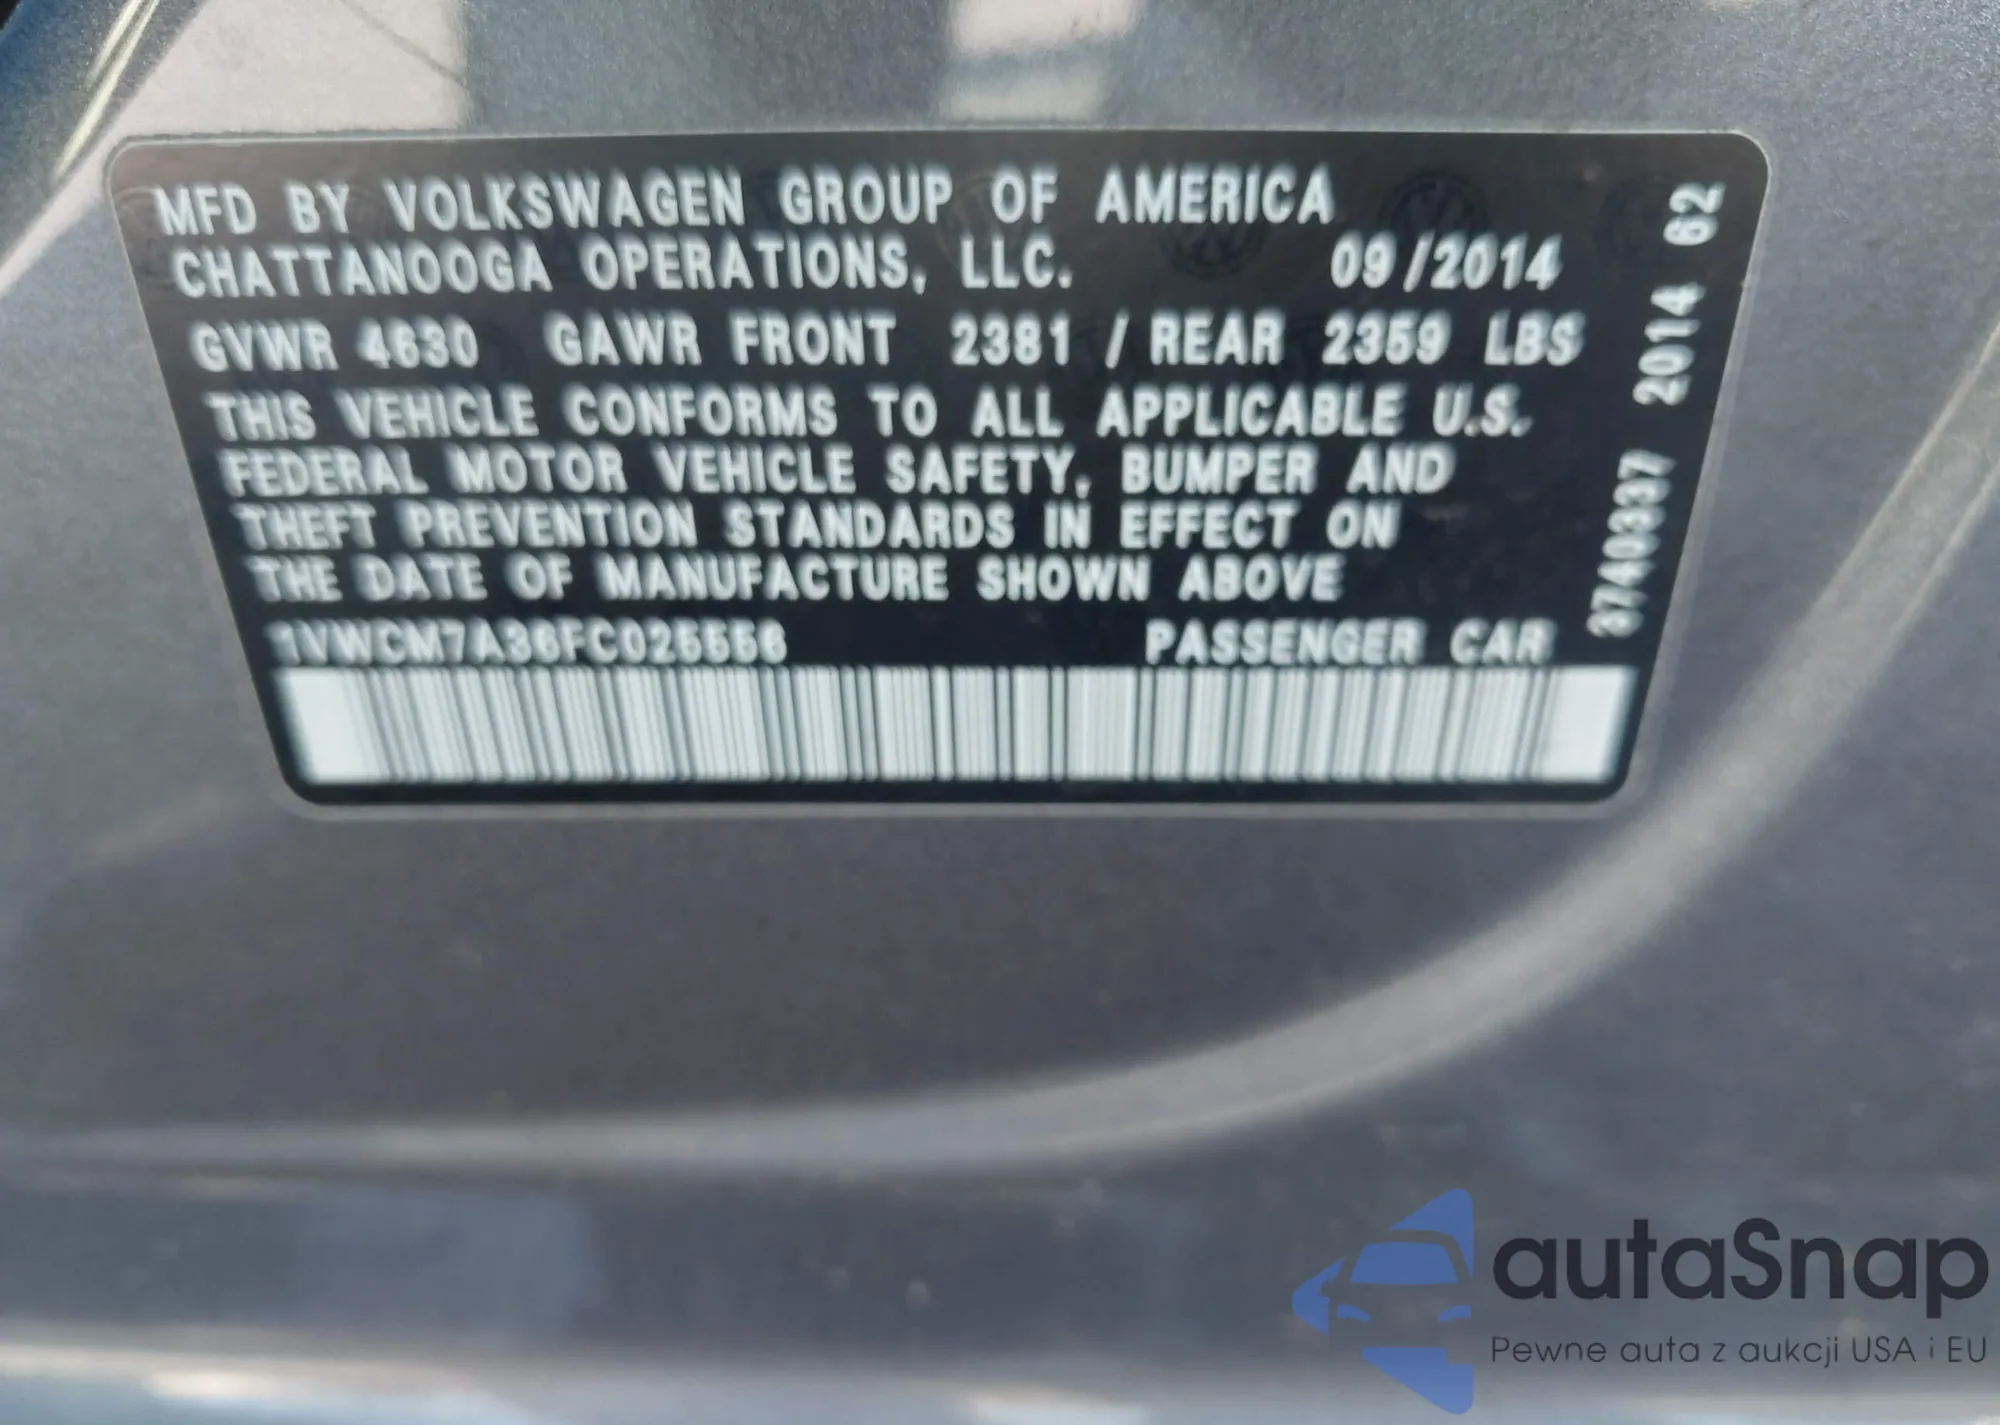 MFD BY VOLKSWAGEN GROUP OF AMERICA
CHATTANOOGA OPERATIONS, LLC. 09/2014
GVWR 4630 GAWR FRONT 2381 / REAR 2359 LBS
THIS VEHICLE CONFORMS TO ALL APPLICABLE U.S.
FEDERAL MOTOR VEHICLE SAFETY, BUMPER AND
THEFT PREVENTION STANDARDS IN EFFECT ON
THE DATE OF MANUFACTURE SHOWN ABOVE
1VWCM7A36FC025556 PASSENGER CAR
3740337 2014 62
autaSnap
Pewne auta z aukcji USA i EU